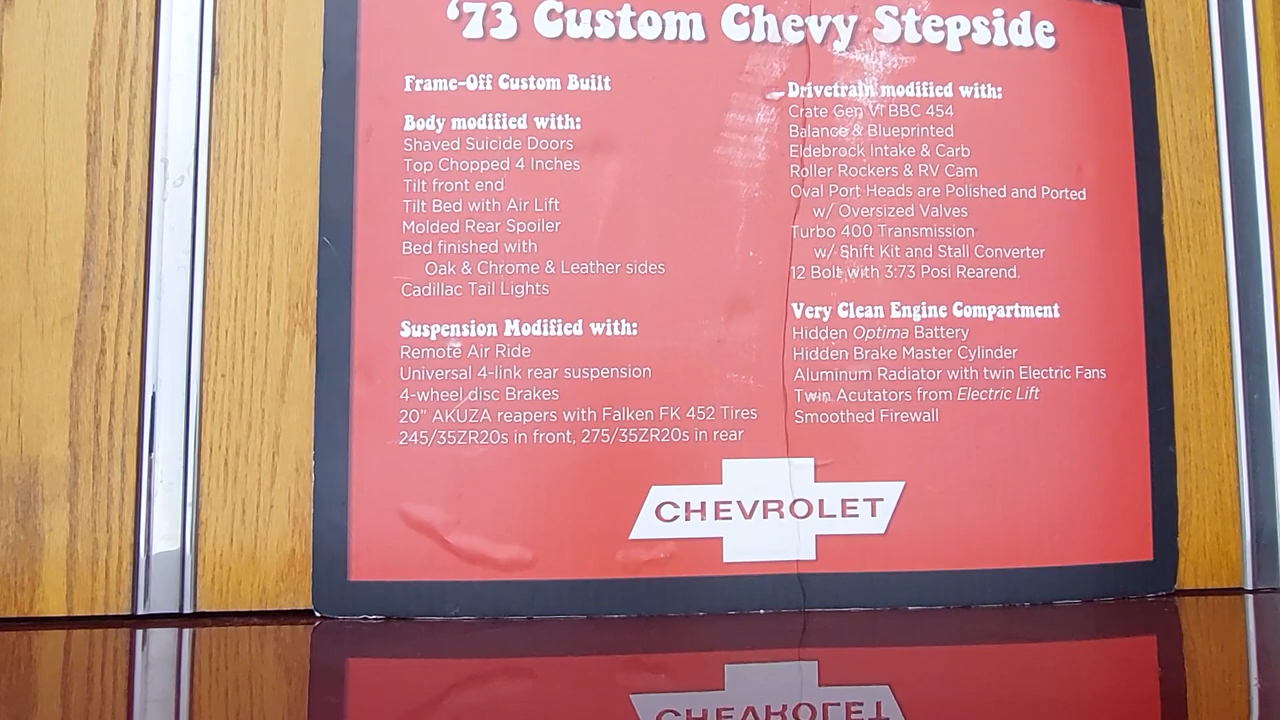 '73 Custom Chevy Stepside
Frame-Off Custom Built
Body modified with:
Shaved Suicide Doors
Top Chopped 4 Inches
Tilt front end
Tilt Bed with Air Lift
Molded Rear Spoiler
Bed finished with
Oak & Chrome & Leather sides
Cadillac Tail Lights
Suspension Modified with:
Remote Air Ride
Universal 4-link rear suspension
4-wheel disc Brakes
20" AKUZA reapers with Falken FK 452 Tires
245/35ZR20s in front, 275/35ZR20s in rear
Drivetrain modified with:
Crate Gen VI BBC 454
Balance & Blueprinted
Eldebrock Intake & Carb
Roller Rockers & RV Cam
Oval Port Heads are Polished and Ported
w/ Oversized Valves
Turbo 400 Transmission
w/ Shift Kit and Stall Converter
12 Bolt with 3:73 Posi Rearend.
Very Clean Engine Compartment
Hidden Optima Battery
Hidden Brake Master Cylinder
Aluminum Radiator with twin Electric Fans
Twin Acutators from Electric Lift
Smoothed Firewall
CHEVROLET
CHEVROLET